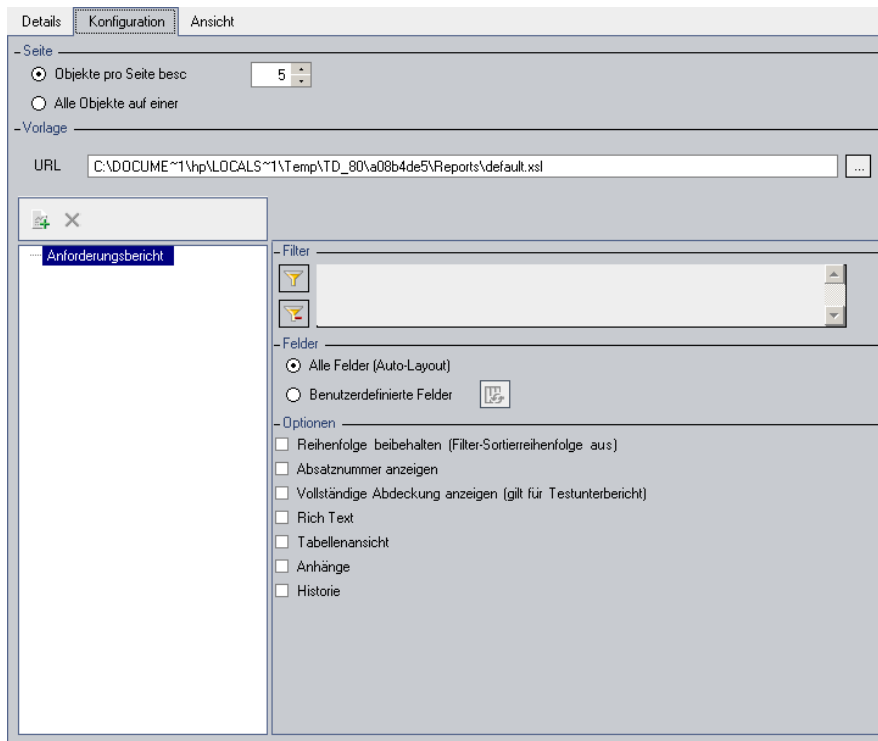 Details Konfiguration Ansicht
Seite
Objekte pro Seite besc 5
Alle Objekte auf einer
Vorlage
URL C:\DOCUME~1\hp\LOCALS~1\Temp\TD_80\a08b4de5\Reports\default.xsl ...
Anforderungsbericht
Filter
Felder
Alle Felder (Auto-Layout)
Benutzerdefinierte Felder
Optionen
Reihenfolge beibehalten (Filter-Sortierreihenfolge aus)
Absatznummer anzeigen
Vollständige Abdeckung anzeigen (gilt für Testunterbericht)
Rich Text
Tabellenansicht
Anhänge
Historie